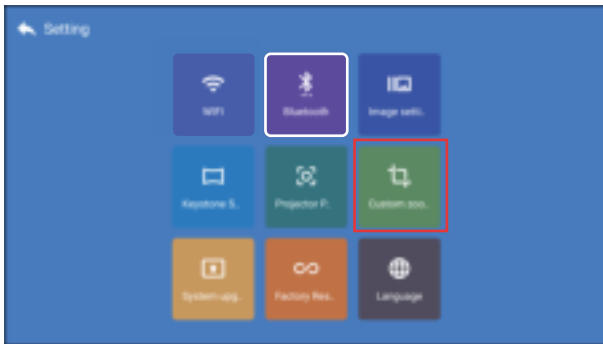 Setting
WIFI
Bluetooth
Image setti..
Keystone S..
Projector P..
Custom zoo..
System upg..
Factory Res..
Language